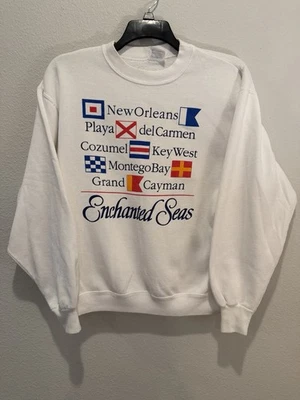 New Orleans
Playa del Carmen
Cozumel Key West
Montego Bay
Grand Cayman
Enchanted Seas